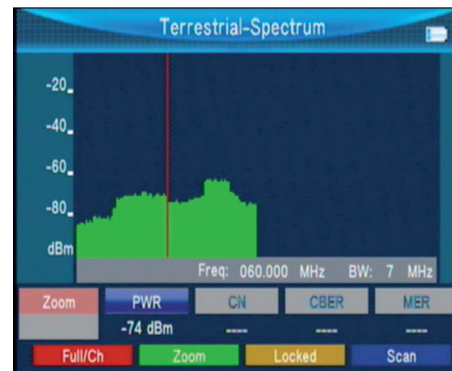 Terrestrial-Spectrum
-20
-40
-60
-80
dBm
Freq: 060.000 MHz BW: 7 MHz
Zoom PWR CN CBER MER
-74 dBm ---- ---- ----
Full/Ch Zoom Locked Scan